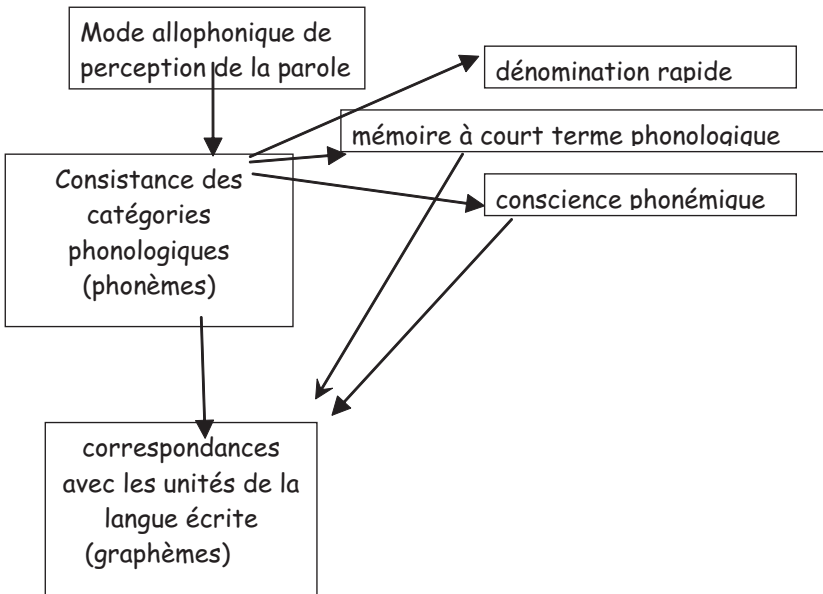 Mode allophonique de
perception de la parole
dénomination rapide
mémoire à court terme phonologique
Consistance des
catégories
phonologiques
(phonèmes)
conscience phonémique
correspondances
avec les unités de la
langue écrite
(graphèmes)